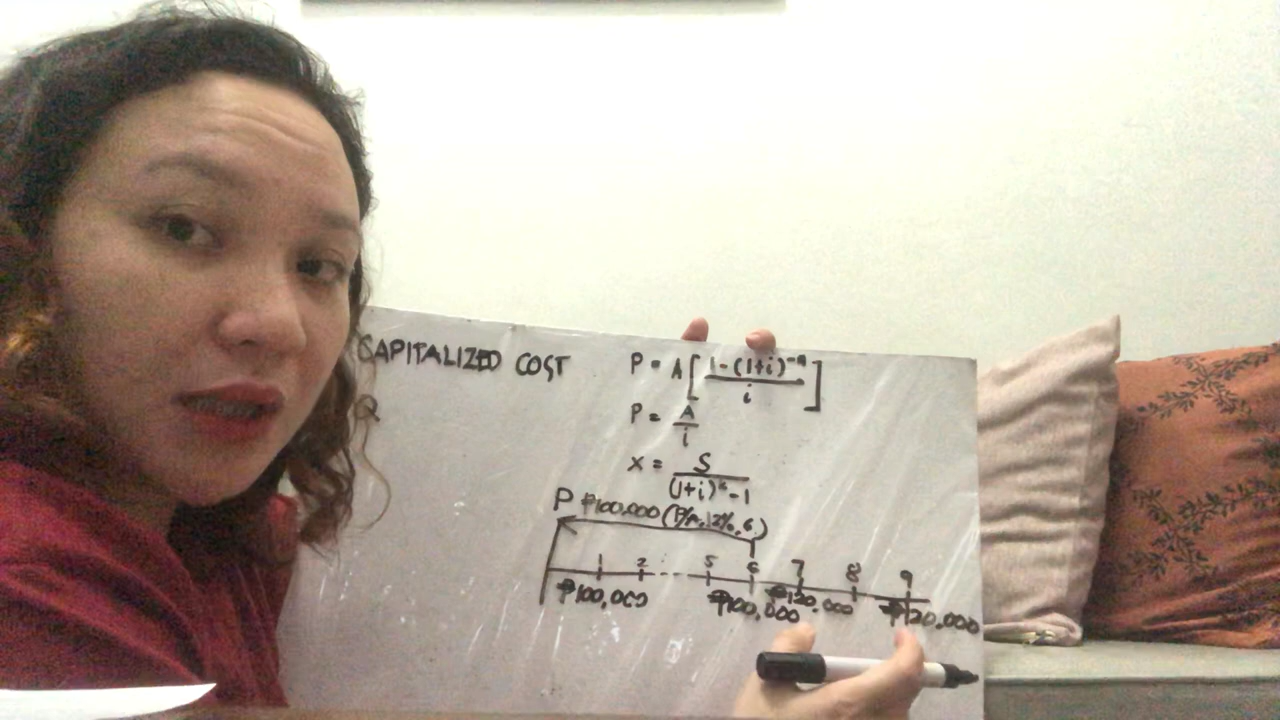 CAPITALIZED COST
P = A [ 1-(1+i)^-n / i ]
P = A / i
X = S / (1+i)^k - 1
P ₱100,000 (P/A, 12%, 6)
1 2 ... 5 6 7 8 9
₱100,000 ₱100,000 ₱120,000 ₱120,000